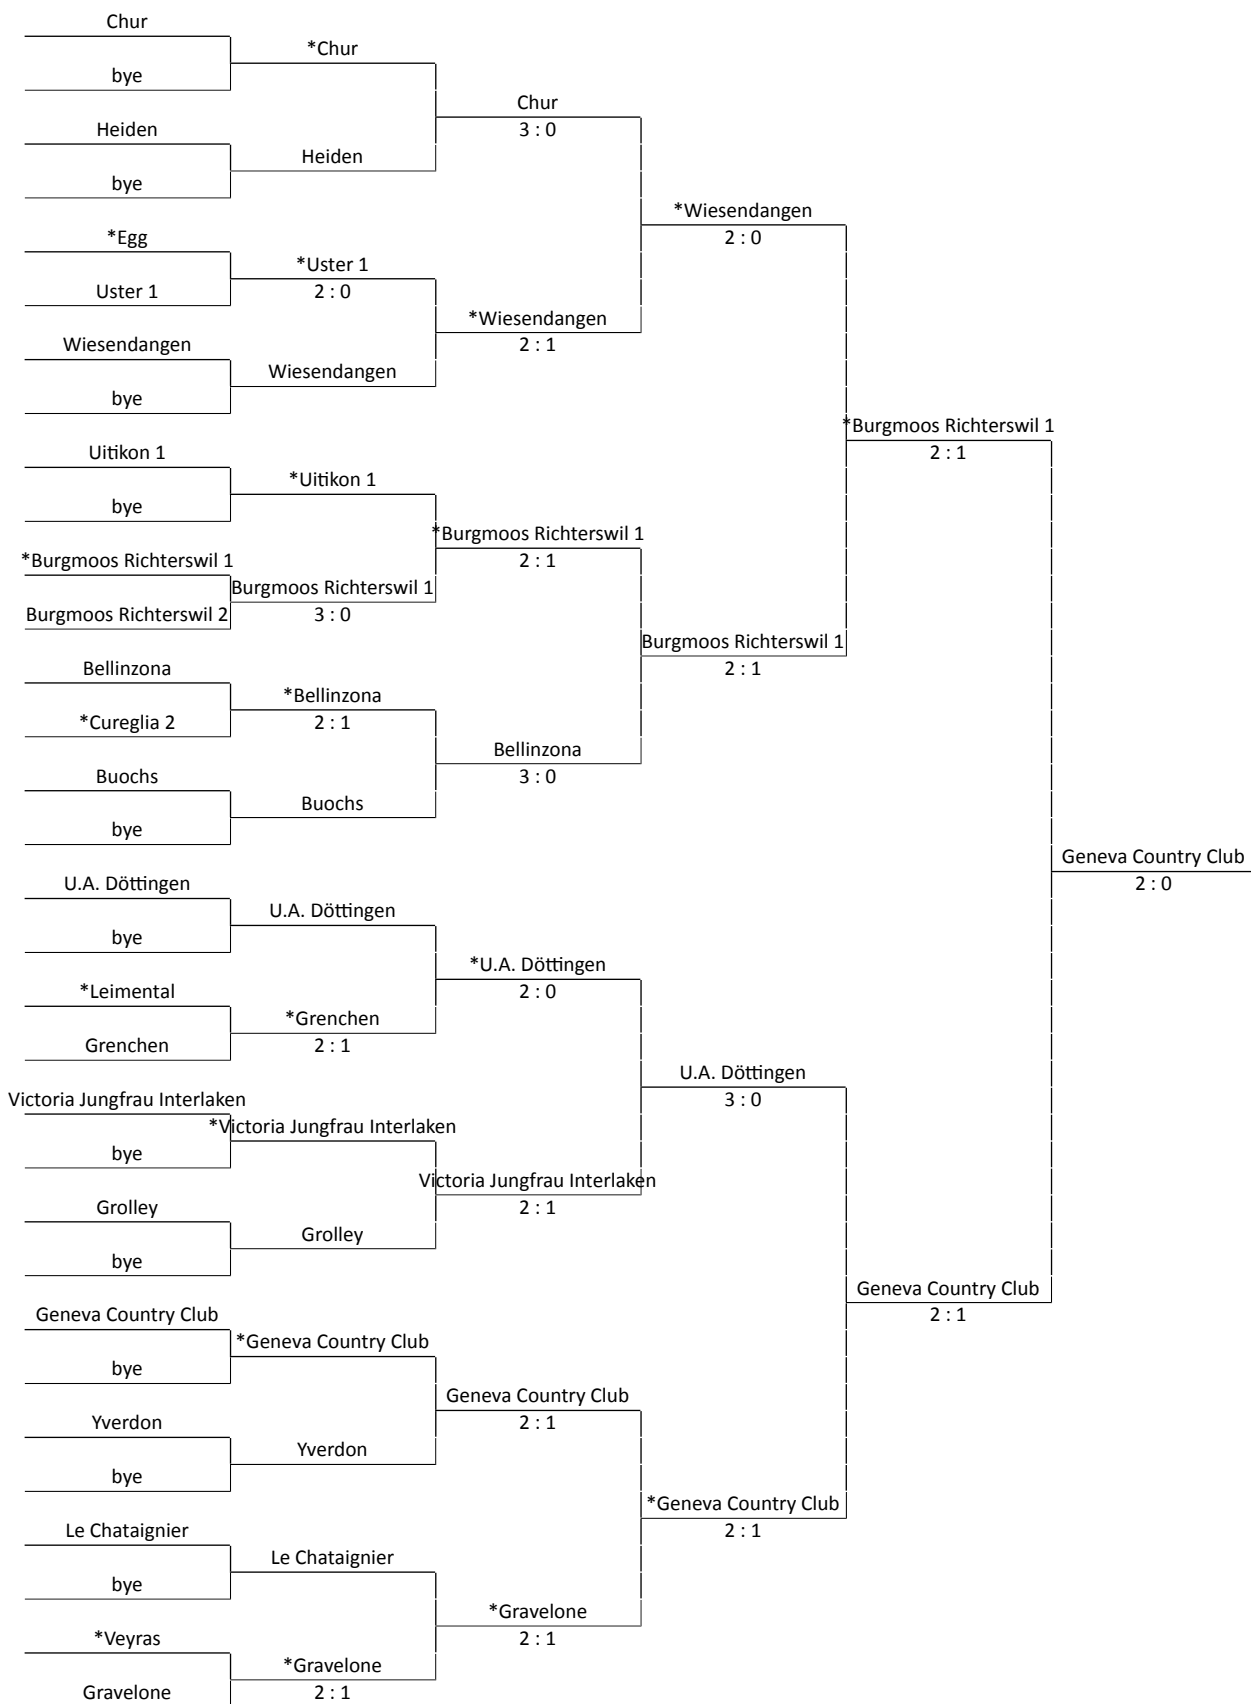 Chur
*Chur
bye
Chur
3 : 0
Heiden
Heiden
bye
*Wiesendangen
2 : 0
*Egg
*Uster 1
2 : 0
Uster 1
*Wiesendangen
2 : 1
Wiesendangen
Wiesendangen
bye
*Burgmoos Richterswil 1
2 : 1
Uitikon 1
*Uitikon 1
bye
*Burgmoos Richterswil 1
2 : 1
*Burgmoos Richterswil 1
Burgmoos Richterswil 1
3 : 0
Burgmoos Richterswil 2
Burgmoos Richterswil 1
2 : 1
Bellinzona
*Bellinzona
2 : 1
*Cureglia 2
Bellinzona
3 : 0
Buochs
Buochs
bye
Geneva Country Club
2 : 0
U.A. Döttingen
U.A. Döttingen
bye
*U.A. Döttingen
2 : 0
*Leimental
*Grenchen
2 : 1
Grenchen
U.A. Döttingen
3 : 0
Victoria Jungfrau Interlaken
*Victoria Jungfrau Interlaken
bye
Victoria Jungfrau Interlaken
2 : 1
Grolley
Grolley
bye
Geneva Country Club
2 : 1
Geneva Country Club
*Geneva Country Club
bye
Geneva Country Club
2 : 1
Yverdon
Yverdon
bye
*Geneva Country Club
2 : 1
Le Chataignier
Le Chataignier
bye
*Gravelone
2 : 1
*Veyras
*Gravelone
2 : 1
Gravelone